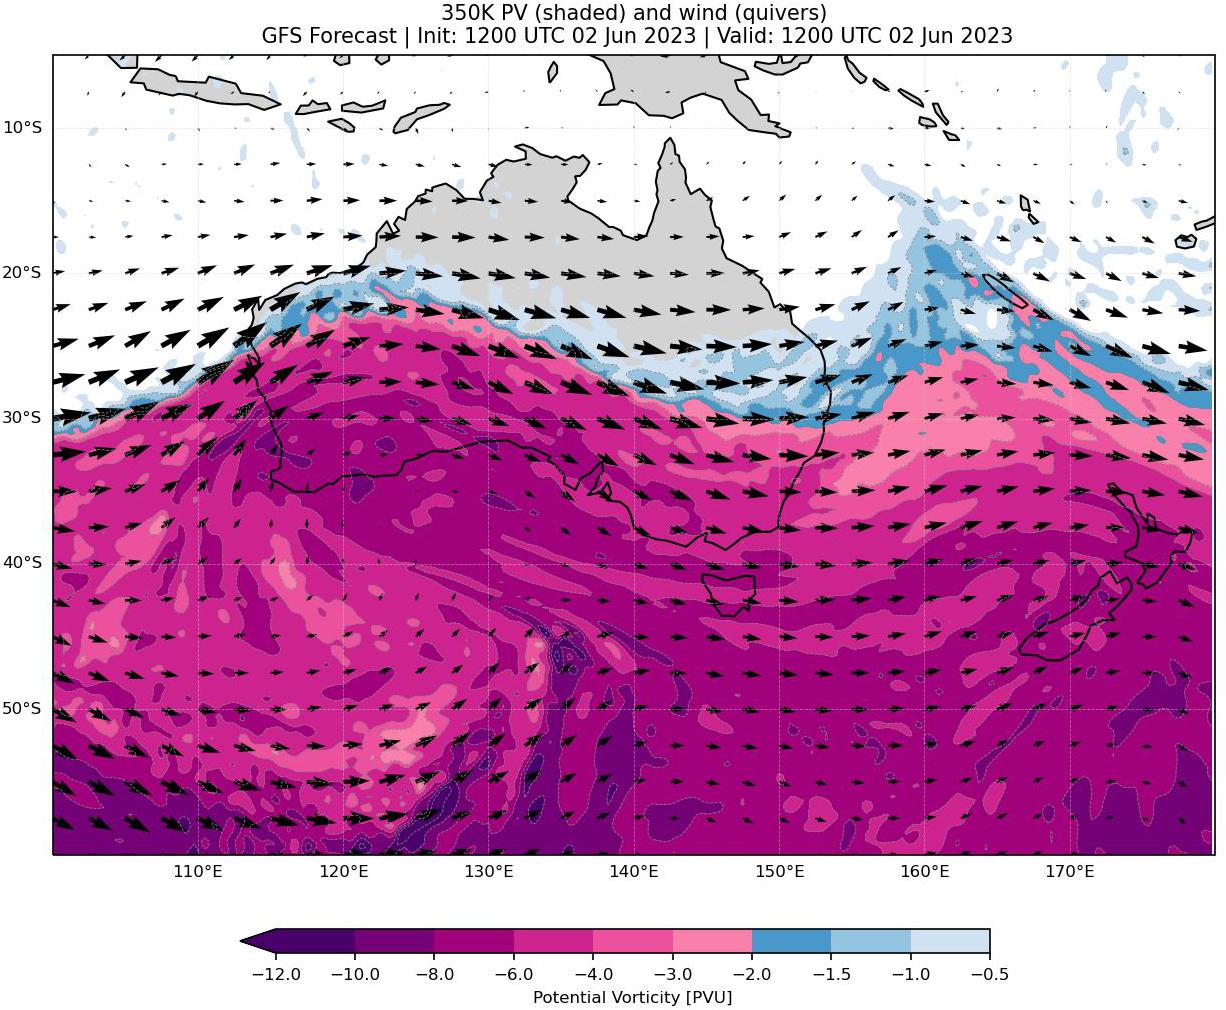 350K PV (shaded) and wind (quivers)
GFS Forecast | Init: 1200 UTC 02 Jun 2023 | Valid: 1200 UTC 02 Jun 2023
10°S
20°S
30°S
40°S
50°S
110°E 120°E 130°E 140°E 150°E 160°E 170°E
−12.0 −10.0 −8.0 −6.0 −4.0 −3.0 −2.0 −1.5 −1.0 −0.5
Potential Vorticity [PVU]